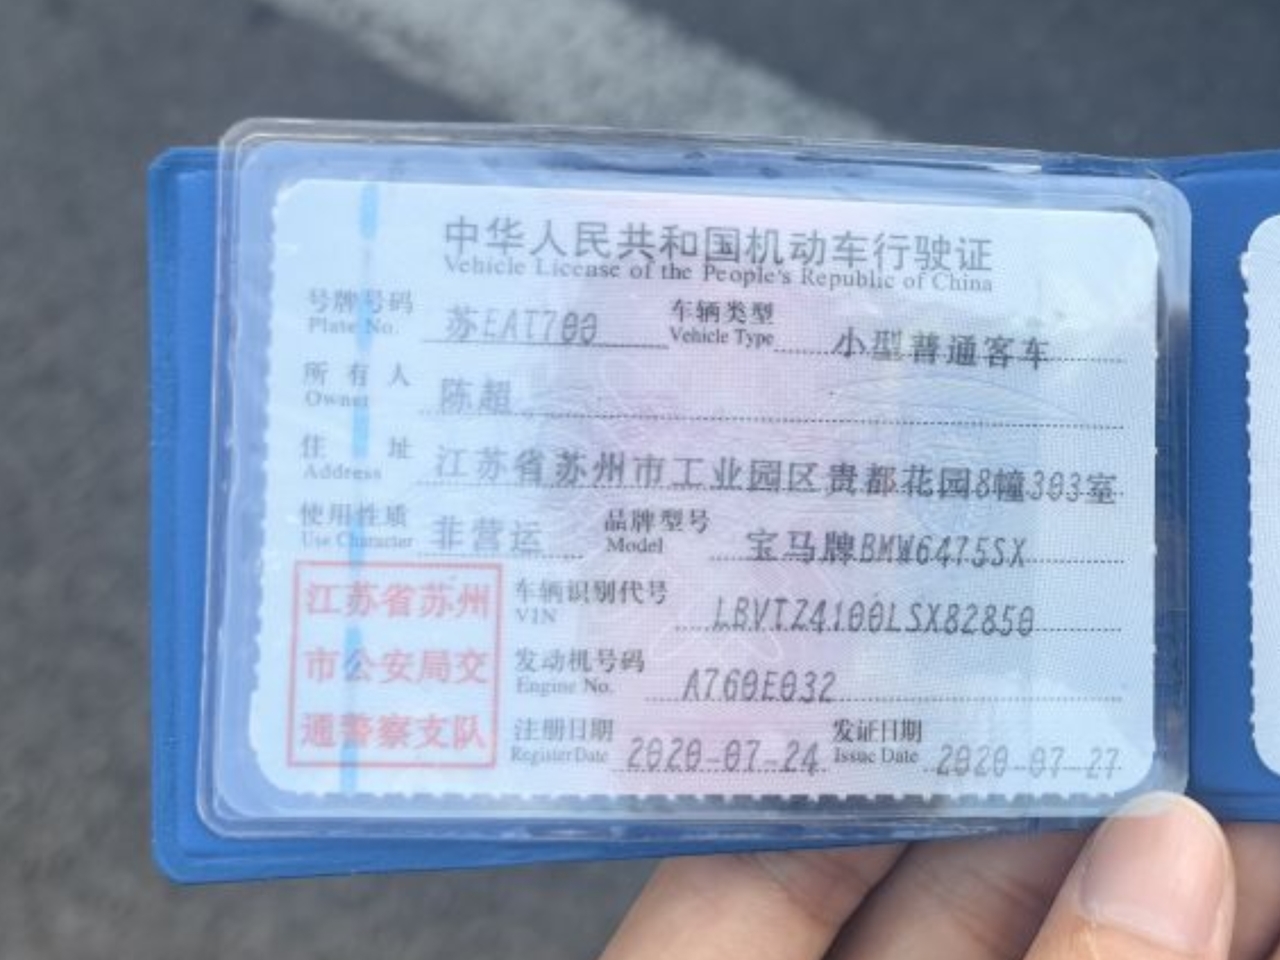 中华人民共和国机动车行驶证
Vehicle License of the People's Republic of China
号牌号码 苏EAT700 车辆类型 小型普通客车
Plate No. Vehicle Type
所有人 陈超
Owner
住址 江苏省苏州市工业园区贵都花园8幢303室
Address
使用性质 非营运 品牌型号 宝马牌BMW6475SX
Use Character Model
江苏省苏州
市公安局交
通警察支队
车辆识别代号 LBVTZ4100LSX82850
VIN
发动机号码 A760E032
Engine No.
注册日期 2020-07-24 发证日期 2020-07-27
Register Date Issue Date